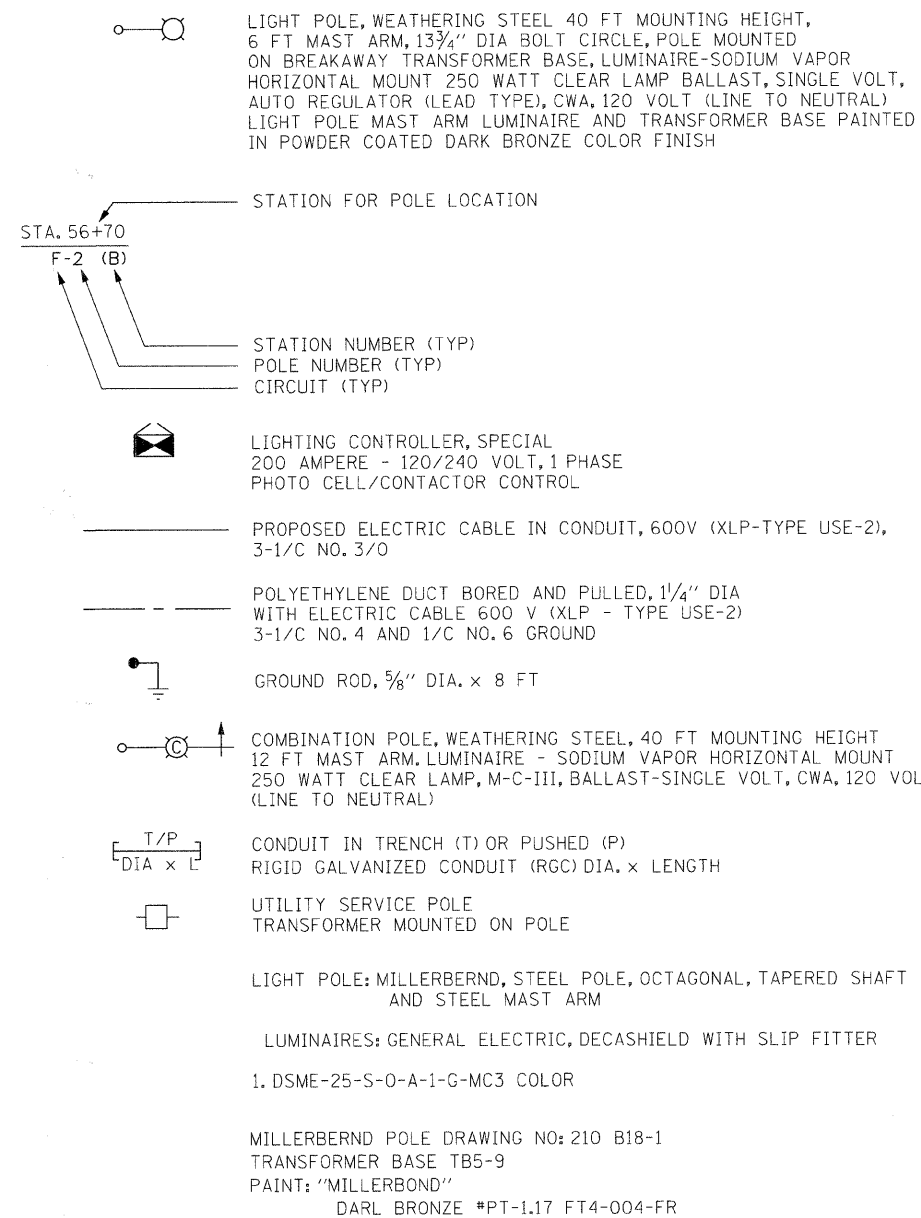 LIGHT POLE, WEATHERING STEEL 40 FT MOUNTING HEIGHT,
6 FT MAST ARM, 13¾" DIA BOLT CIRCLE, POLE MOUNTED
ON BREAKAWAY TRANSFORMER BASE, LUMINAIRE-SODIUM VAPOR
HORIZONTAL MOUNT 250 WATT CLEAR LAMP BALLAST, SINGLE VOLT,
AUTO REGULATOR (LEAD TYPE), CWA, 120 VOLT (LINE TO NEUTRAL)
LIGHT POLE MAST ARM LUMINAIRE AND TRANSFORMER BASE PAINTED
IN POWDER COATED DARK BRONZE COLOR FINISH
STATION FOR POLE LOCATION
STA. 56+70
F-2 (B)
STATION NUMBER (TYP)
POLE NUMBER (TYP)
CIRCUIT (TYP)
LIGHTING CONTROLLER, SPECIAL
200 AMPERE - 120/240 VOLT, 1 PHASE
PHOTO CELL/CONTACTOR CONTROL
PROPOSED ELECTRIC CABLE IN CONDUIT, 600V (XLP-TYPE USE-2),
3-1/C NO. 3/0
POLYETHYLENE DUCT BORED AND PULLED, 1¼" DIA
WITH ELECTRIC CABLE 600 V (XLP - TYPE USE-2)
3-1/C NO. 4 AND 1/C NO. 6 GROUND
GROUND ROD, ⅝" DIA. x 8 FT
C
COMBINATION POLE, WEATHERING STEEL, 40 FT MOUNTING HEIGHT
12 FT MAST ARM. LUMINAIRE - SODIUM VAPOR HORIZONTAL MOUNT
250 WATT CLEAR LAMP, M-C-III, BALLAST-SINGLE VOLT, CWA, 120 VOL
(LINE TO NEUTRAL)
T/P
DIA x L
CONDUIT IN TRENCH (T) OR PUSHED (P)
RIGID GALVANIZED CONDUIT (RGC) DIA. x LENGTH
UTILITY SERVICE POLE
TRANSFORMER MOUNTED ON POLE
LIGHT POLE: MILLERBERND, STEEL POLE, OCTAGONAL, TAPERED SHAFT
AND STEEL MAST ARM
LUMINAIRES: GENERAL ELECTRIC, DECASHIELD WITH SLIP FITTER
1. DSME-25-S-0-A-1-G-MC3 COLOR
MILLERBERND POLE DRAWING NO: 210 B18-1
TRANSFORMER BASE TB5-9
PAINT: "MILLERBOND"
DARL BRONZE #PT-1.17 FT4-004-FR